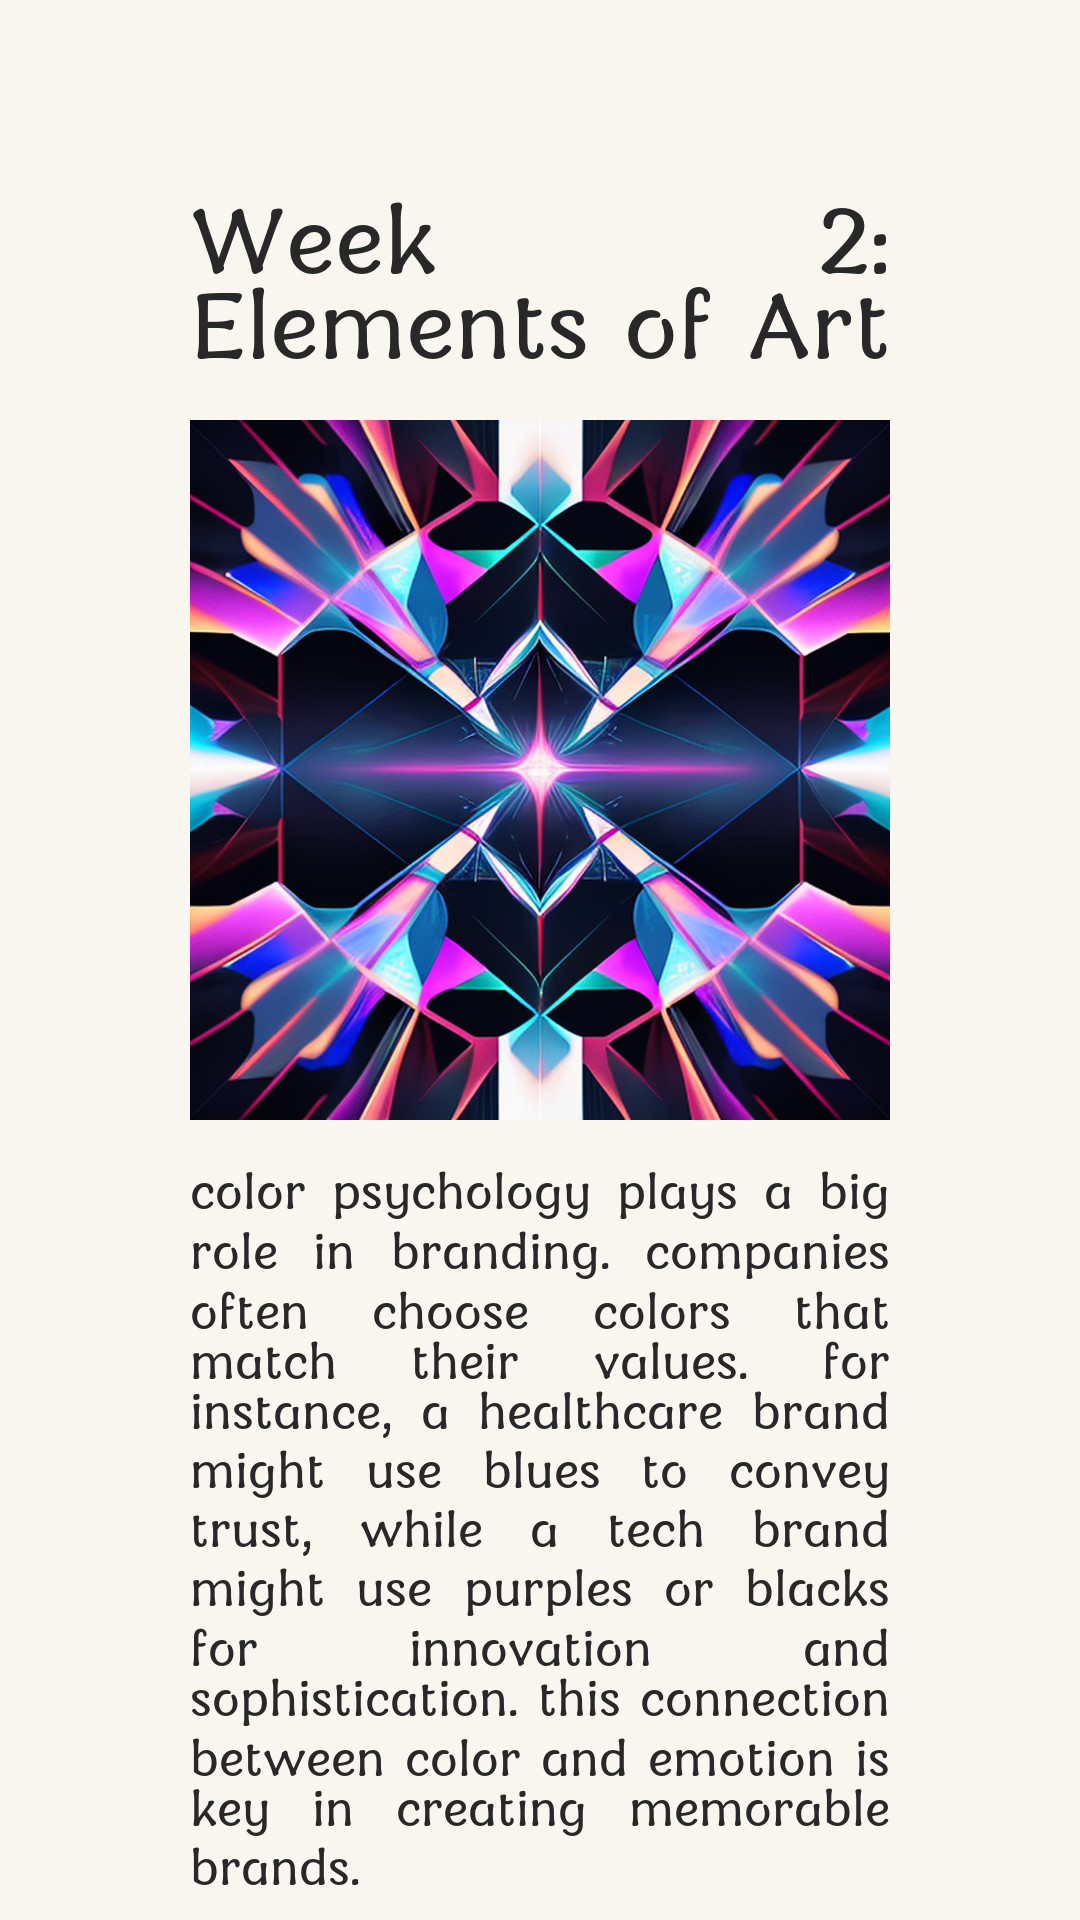 Week 2:
Elements of Art
color psychology plays a big
role in branding. companies
often choose colors that
match their values. for
instance, a healthcare brand
might use blues to convey
trust, while a tech brand
might use purples or blacks
for innovation and
sophistication. this connection
between color and emotion is
key in creating memorable
brands.